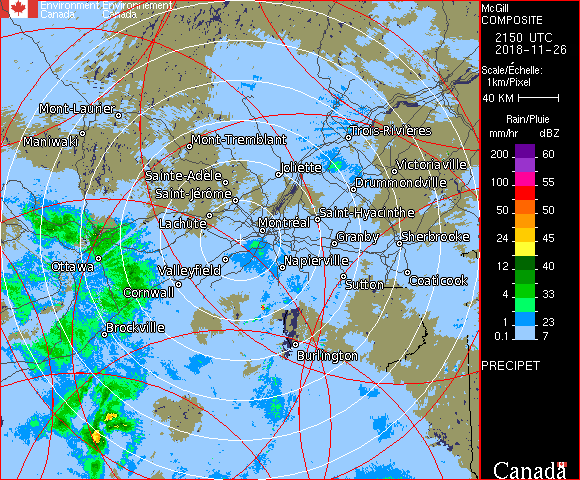 Environment Environnement
Canada Canada
Mont-Laurier
Maniwaki
Mont-Tremblant
Trois-Rivières
Sainte-Adèle
Joliette
Victoriaville
Saint-Jérôme
Drummondville
Lachute
Montréal
Saint-Hyacinthe
Granby
Sherbrooke
Ottawa
Valleyfield
Napierville
Cornwall
Sutton
Coaticook
Brockville
Burlington
McGill
COMPOSITE
2150 UTC
2018-11-26
Scale/Échelle:
1km/Pixel
40 KM
Rain/Pluie
mm/hr dBZ
200 60
100 55
50 50
24 45
12 40
4 33
1 23
0.1 7
PRECIPET
Canada